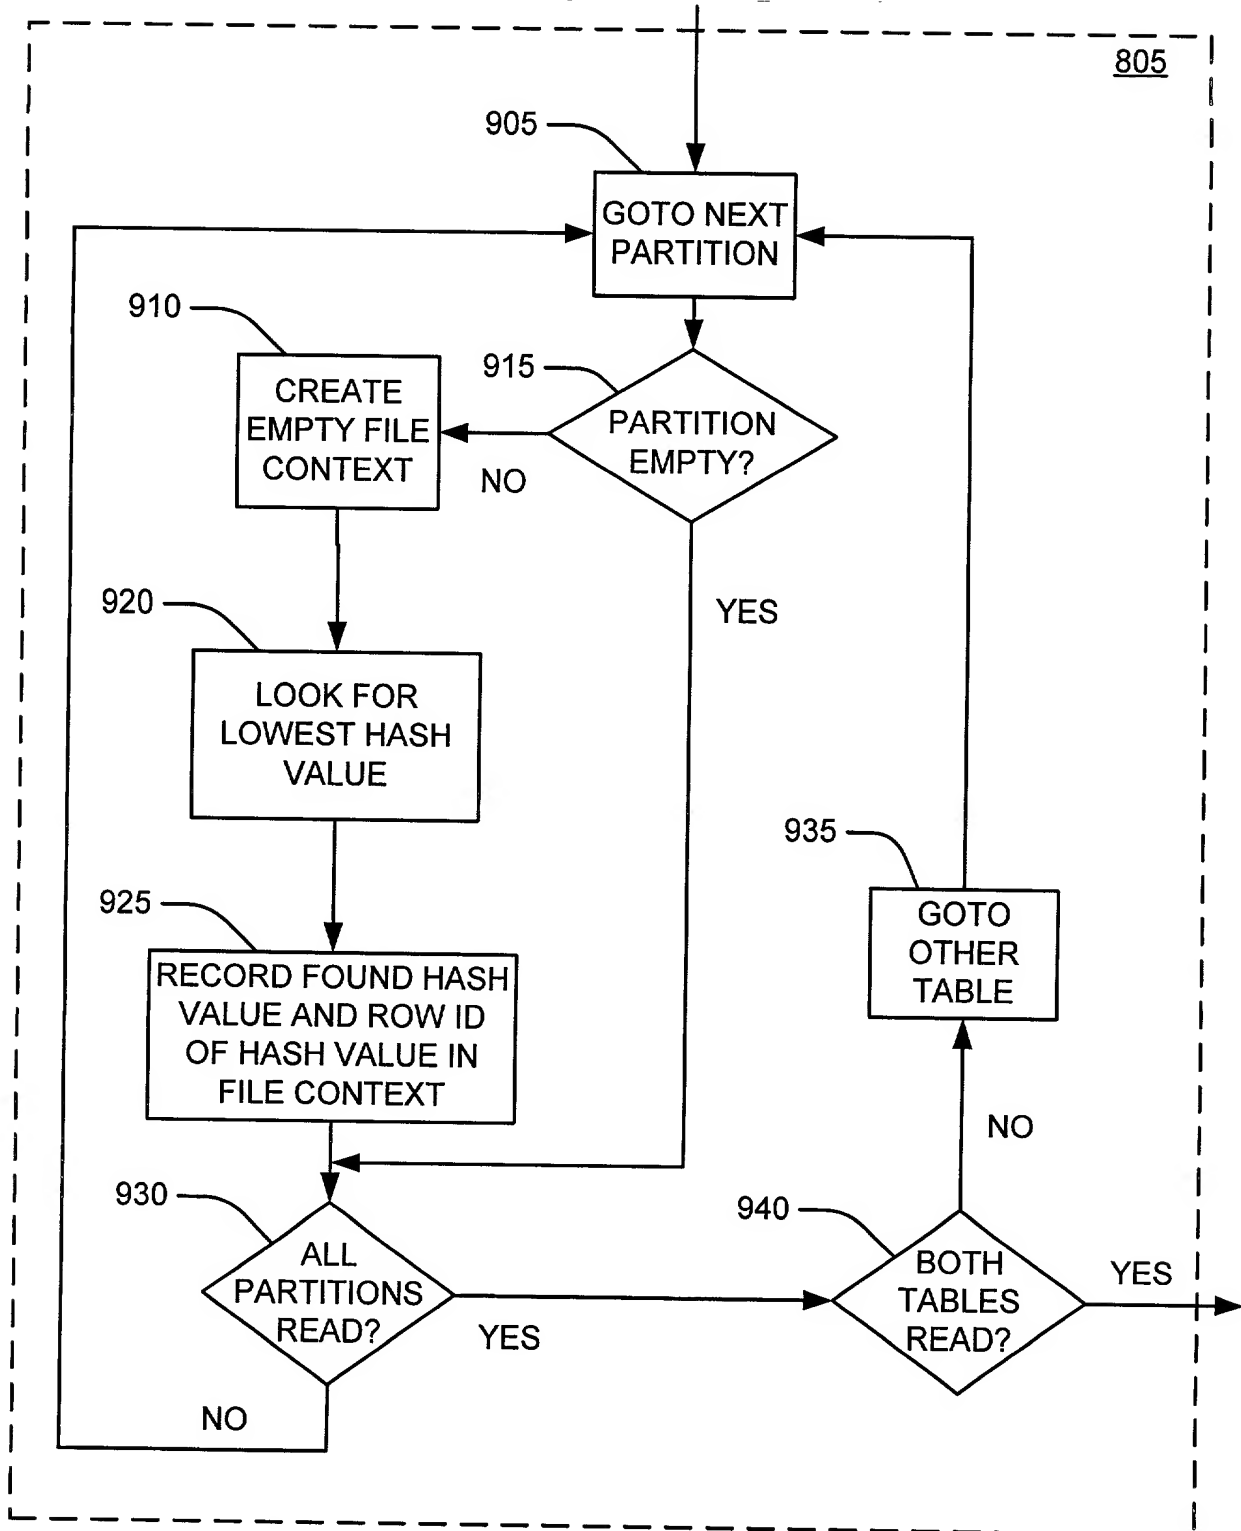 805
905
GOTO NEXT
PARTITION
910
915
CREATE
EMPTY FILE
CONTEXT
PARTITION
EMPTY?
NO
920
YES
LOOK FOR
LOWEST HASH
VALUE
935
925
GOTO
OTHER
TABLE
RECORD FOUND HASH
VALUE AND ROW ID
OF HASH VALUE IN
FILE CONTEXT
NO
930
940
ALL
PARTITIONS
READ?
YES
BOTH
TABLES
READ?
YES
NO